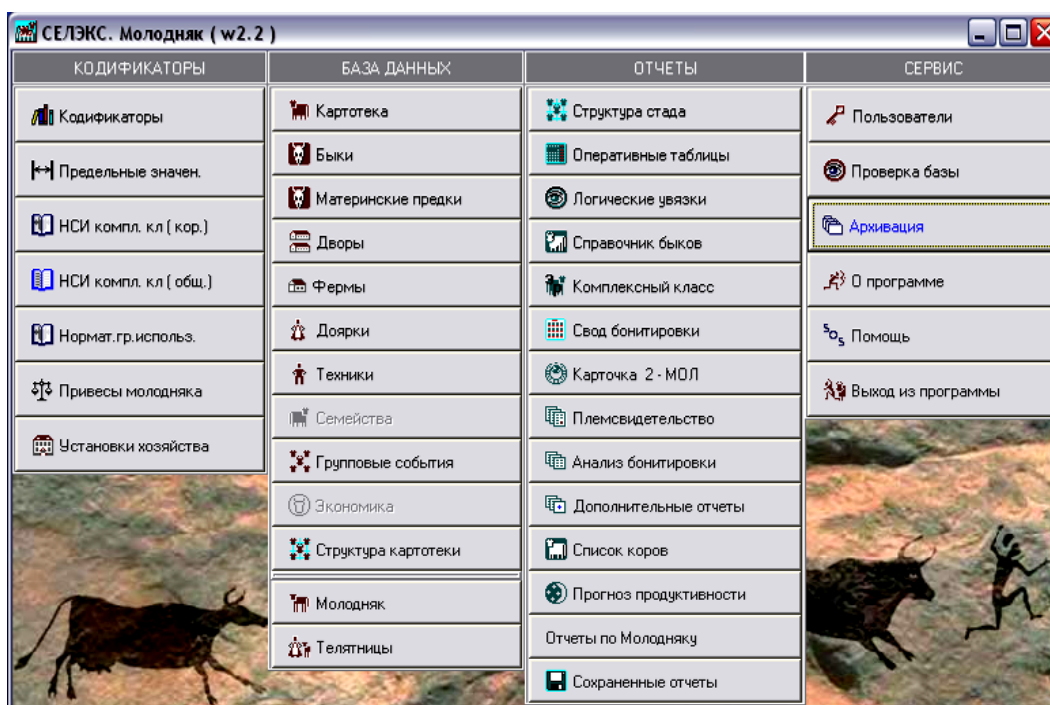 СЕЛЭКС. Молодняк ( w2.2 )
КОДИФИКАТОРЫ
Кодификаторы
Предельные значен.
НСИ компл. кл ( кор.)
НСИ компл. кл ( общ.)
Нормат.гр.использ.
Привесы молодняка
Установки хозяйства
БАЗА ДАННЫХ
Картотека
Быки
Материнские предки
Дворы
Фермы
Доярки
Техники
Семейства
Групповые события
Экономика
Структура картотеки
Молодняк
Телятницы
ОТЧЕТЫ
Структура стада
Оперативные таблицы
Логические увязки
Справочник быков
Комплексный класс
Свод бонитировки
Карточка 2 - МОЛ
Племсвидетельство
Анализ бонитировки
Дополнительные отчеты
Список коров
Прогноз продуктивности
Отчеты по Молодняку
Сохраненные отчеты
СЕРВИС
Пользователи
Проверка базы
Архивация
О программе
SOS Помощь
Выход из программы